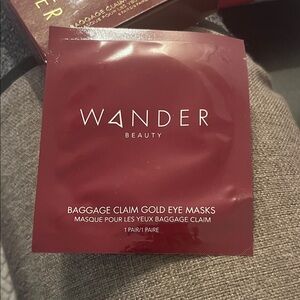 WANDER
BEAUTY
BAGGAGE CLAIM GOLD EYE MASKS
MASQUE POUR LES YEUX BAGGAGE CLAIM
1 PAIR/1 PAIRE